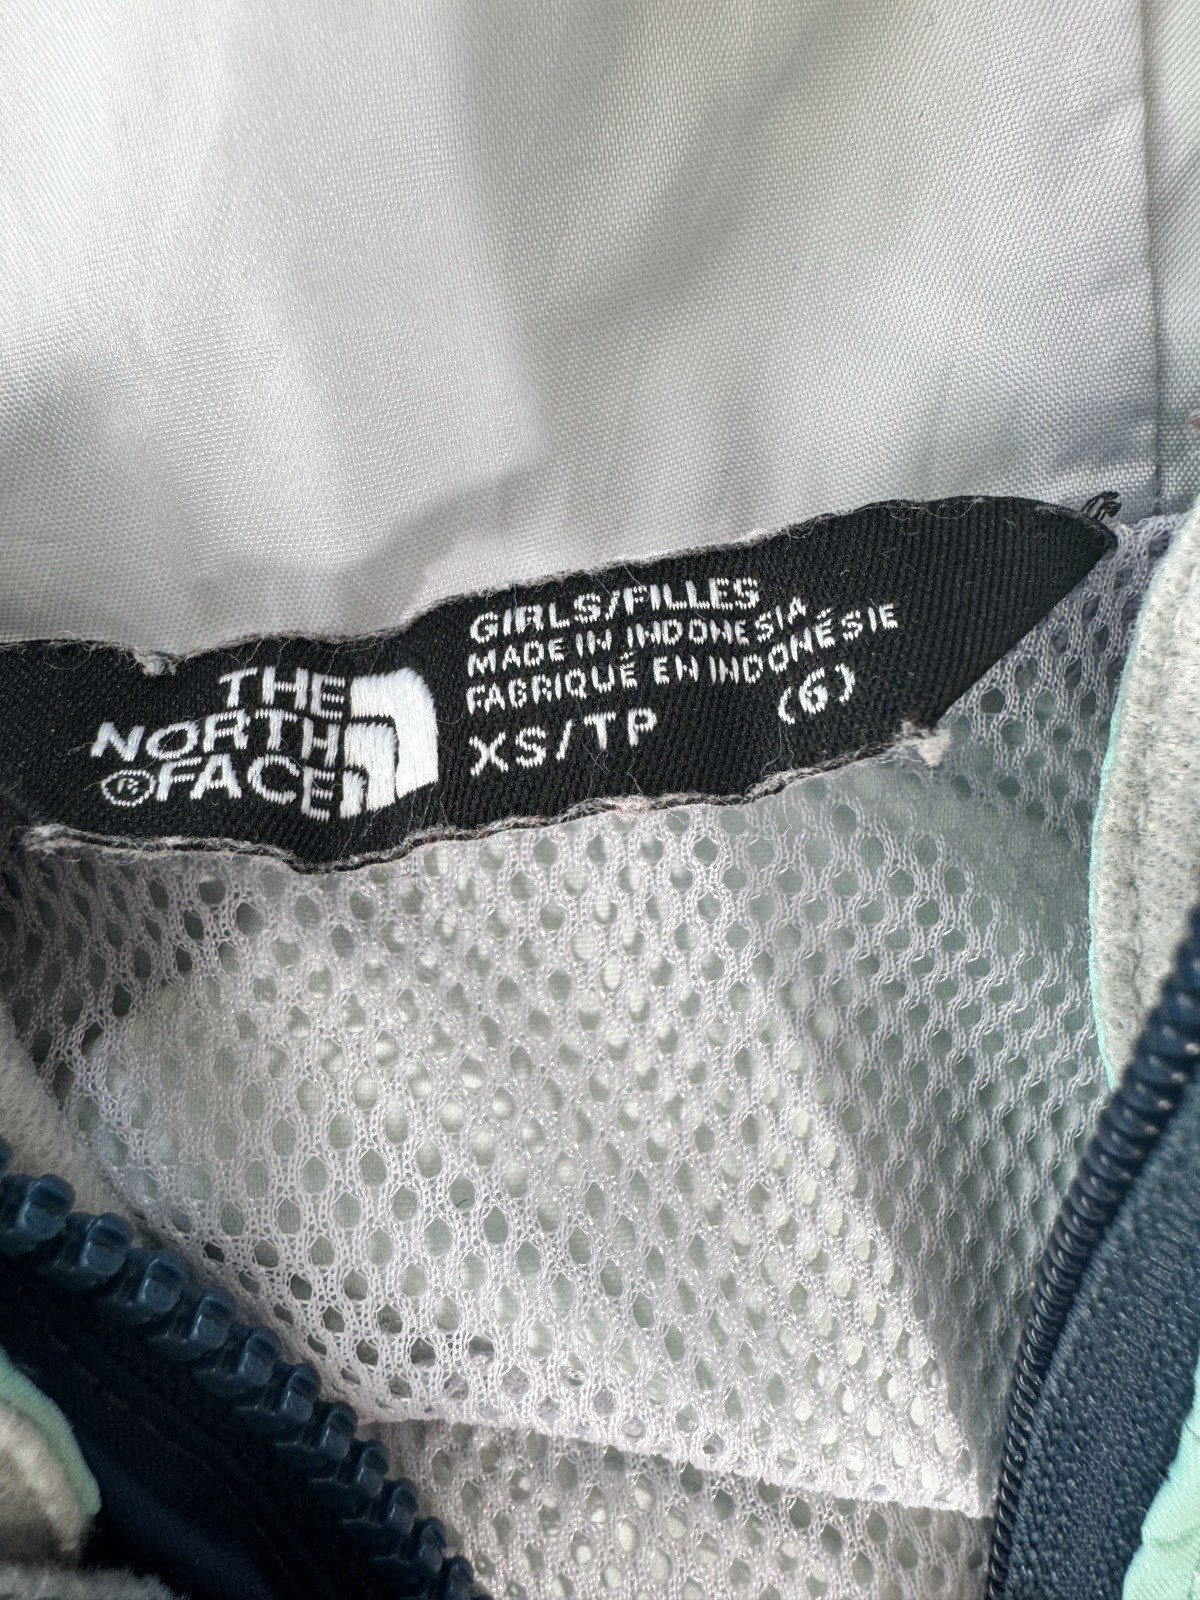 THE
NORTH
®FACE
GIRLS/FILLES
MADE IN INDONESIA
FABRIQUÉ EN INDONÉSIE
XS/TP (6)